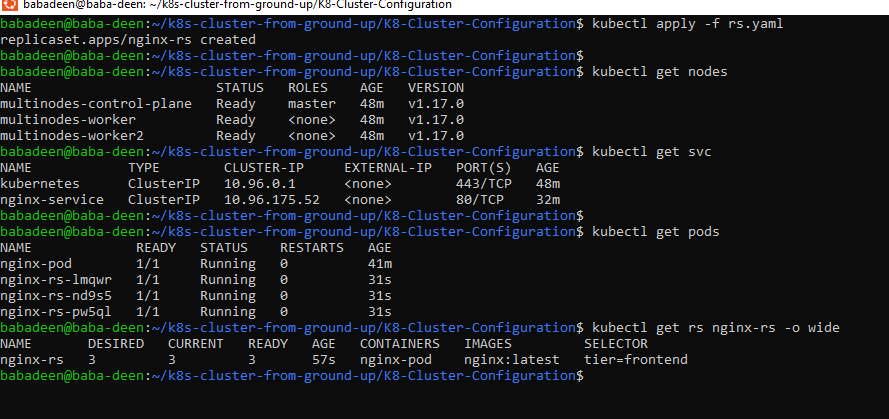 babadeen@baba-deen: ~/k8s-cluster-from-ground-up/K8-Cluster-Configuration
babadeen@baba-deen:~/k8s-cluster-from-ground-up/K8-Cluster-Configuration$ kubectl apply -f rs.yaml
replicaset.apps/nginx-rs created
babadeen@baba-deen:~/k8s-cluster-from-ground-up/K8-Cluster-Configuration$
babadeen@baba-deen:~/k8s-cluster-from-ground-up/K8-Cluster-Configuration$ kubectl get nodes
NAME                       STATUS   ROLES    AGE   VERSION
multinodes-control-plane   Ready    master   48m   v1.17.0
multinodes-worker          Ready    <none>   48m   v1.17.0
multinodes-worker2         Ready    <none>   48m   v1.17.0
babadeen@baba-deen:~/k8s-cluster-from-ground-up/K8-Cluster-Configuration$ kubectl get svc
NAME            TYPE        CLUSTER-IP      EXTERNAL-IP   PORT(S)   AGE
kubernetes      ClusterIP   10.96.0.1       <none>        443/TCP   48m
nginx-service   ClusterIP   10.96.175.52    <none>        80/TCP    32m
babadeen@baba-deen:~/k8s-cluster-from-ground-up/K8-Cluster-Configuration$
babadeen@baba-deen:~/k8s-cluster-from-ground-up/K8-Cluster-Configuration$ kubectl get pods
NAME             READY   STATUS    RESTARTS   AGE
nginx-pod        1/1     Running   0          41m
nginx-rs-lmqwr   1/1     Running   0          31s
nginx-rs-nd9s5   1/1     Running   0          31s
nginx-rs-pw5ql   1/1     Running   0          31s
babadeen@baba-deen:~/k8s-cluster-from-ground-up/K8-Cluster-Configuration$ kubectl get rs nginx-rs -o wide
NAME       DESIRED   CURRENT   READY   AGE   CONTAINERS   IMAGES         SELECTOR
nginx-rs   3         3         3       57s   nginx-pod    nginx:latest   tier=frontend
babadeen@baba-deen:~/k8s-cluster-from-ground-up/K8-Cluster-Configuration$